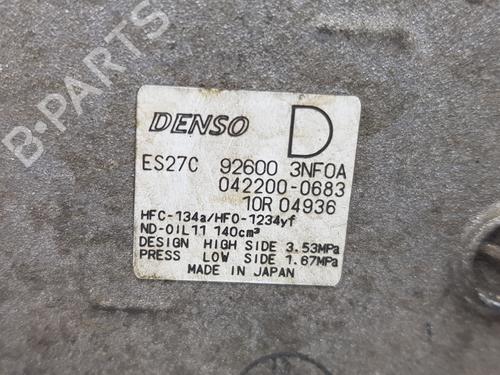 B-PARTS
DENSO D
ES27C 92600 3NF0A
042200-0683
10R 04936
HFC-134a/HFO-1234yf
ND-OIL11 140cm³
DESIGN HIGH SIDE 3.53MPa
PRESS LOW SIDE 1.67MPa
MADE IN JAPAN